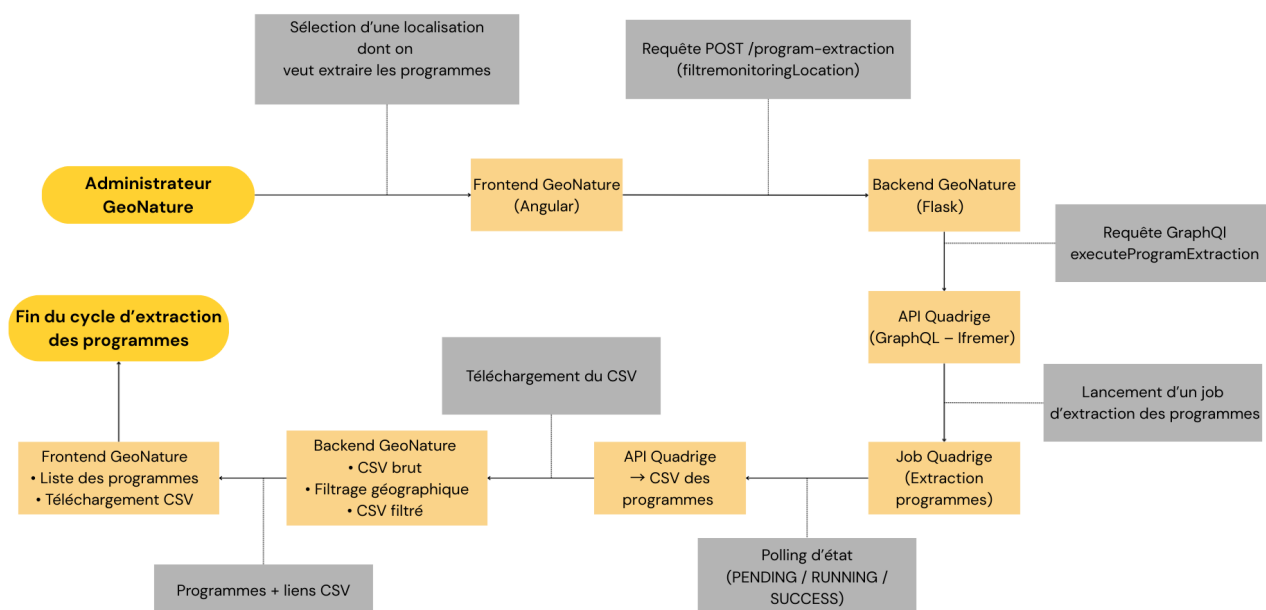 Sélection d'une localisation
dont on
veut extraire les programmes
Requête POST /program-extraction
(filtremonitoringLocation)
Administrateur
GeoNature
Frontend GeoNature
(Angular)
Backend GeoNature
(Flask)
Requête GraphQl
executeProgramExtraction
API Quadrige
(GraphQL – Ifremer)
Lancement d'un job
d'extraction des programmes
Job Quadrige
(Extraction
programmes)
Polling d'état
(PENDING / RUNNING /
SUCCESS)
API Quadrige
→ CSV des
programmes
Téléchargement du CSV
Backend GeoNature
• CSV brut
• Filtrage géographique
• CSV filtré
Programmes + liens CSV
Frontend GeoNature
• Liste des programmes
• Téléchargement CSV
Fin du cycle d'extraction
des programmes